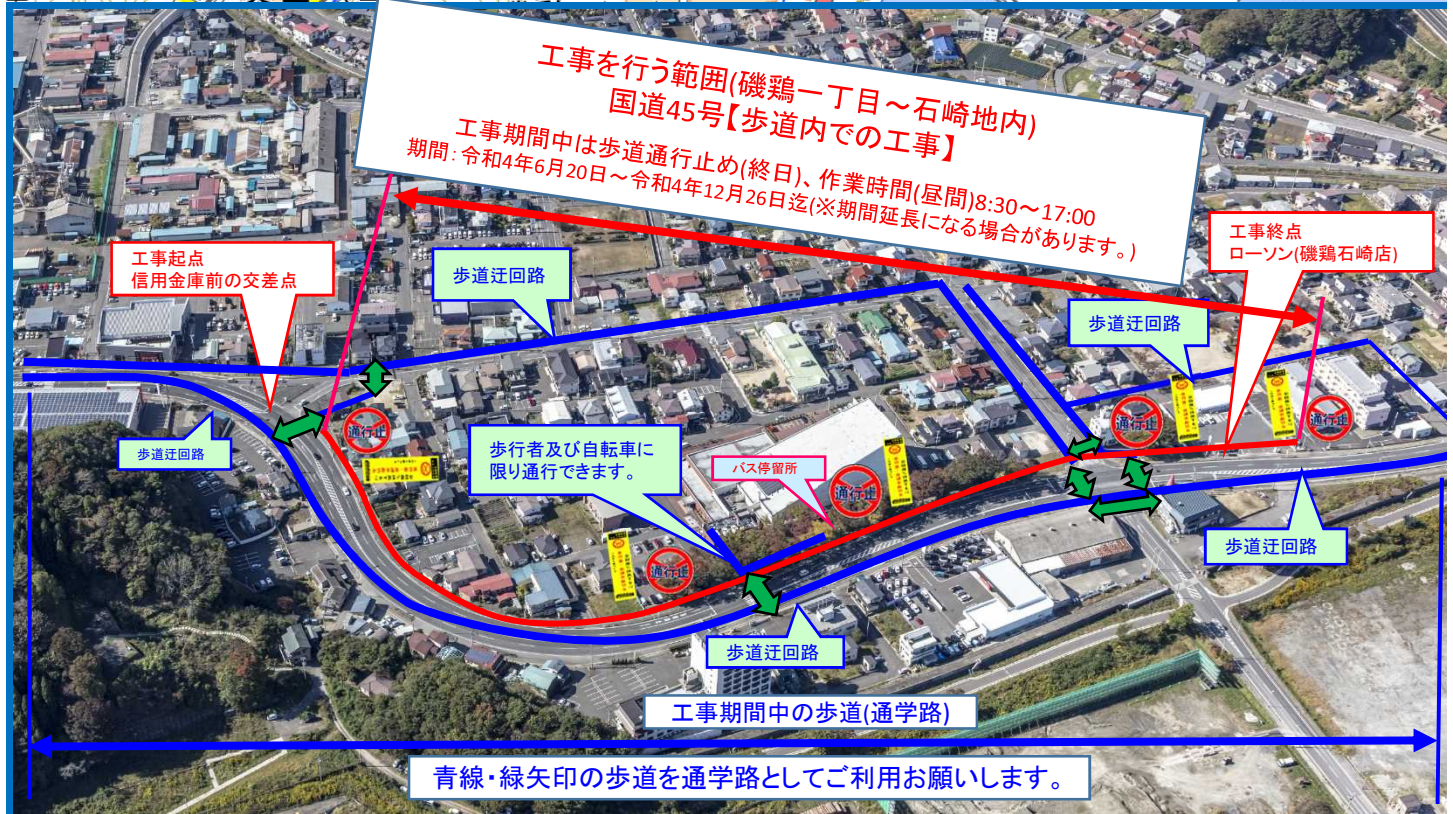 工事を行う範囲(磯鶏一丁目～石崎地内)
国道45号【歩道内での工事】
工事期間中は歩道通行止め(終日)、作業時間(昼間)8:30～17:00
期間：令和4年6月20日～令和4年12月26日迄(※期間延長になる場合があります。)
工事起点
信用金庫前の交差点
歩道迂回路
工事終点
ローソン(磯鶏石崎店)
歩道迂回路
歩道迂回路
歩行者及び自転車に
限り通行できます。
バス停留所
通行止
通行止
通行止
通行止
通行止
歩道迂回路
歩道迂回路
工事期間中の歩道(通学路)
青線・緑矢印の歩道を通学路としてご利用お願いします。